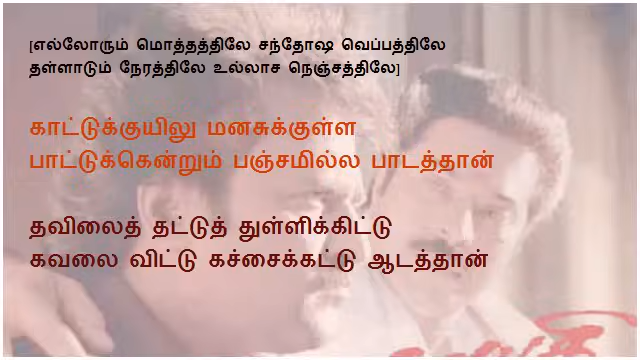 [எல்லோரும் மொத்தத்திலே சந்தோஷ வெப்பத்திலே
தள்ளாடும் நேரத்திலே உல்லாச நெஞ்சத்திலே]
காட்டுக்குயிலு மனசுக்குள்ள
பாட்டுக்கென்றும் பஞ்சமில்ல பாடத்தான்
தவிலைத் தட்டுத் துள்ளிக்கிட்டு
கவலை விட்டு கச்சைக்கட்டு ஆடத்தான்